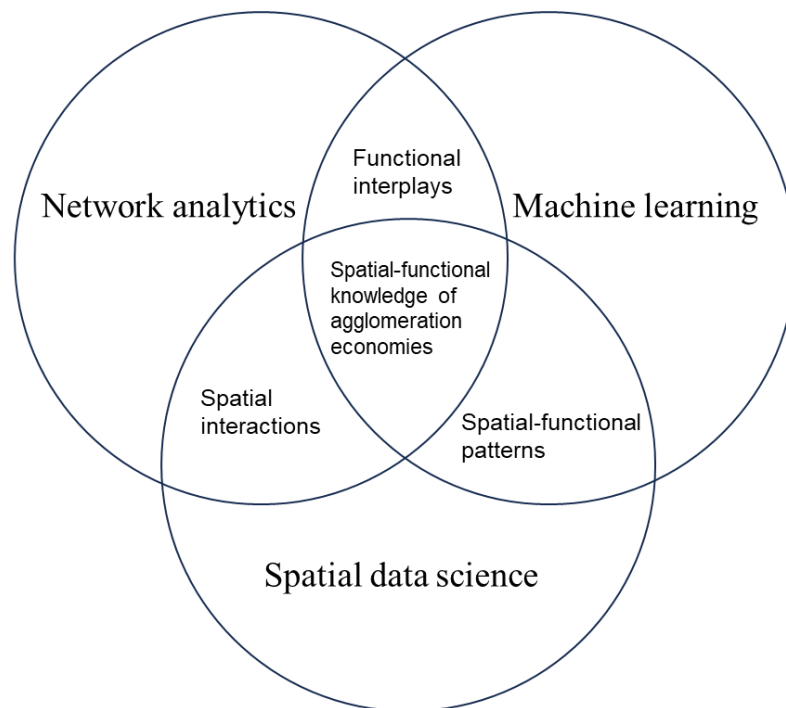 Functional
interplays
Network analytics
Machine learning
Spatial-functional
knowledge of
agglomeration
economies
Spatial
interactions
Spatial-functional
patterns
Spatial data science